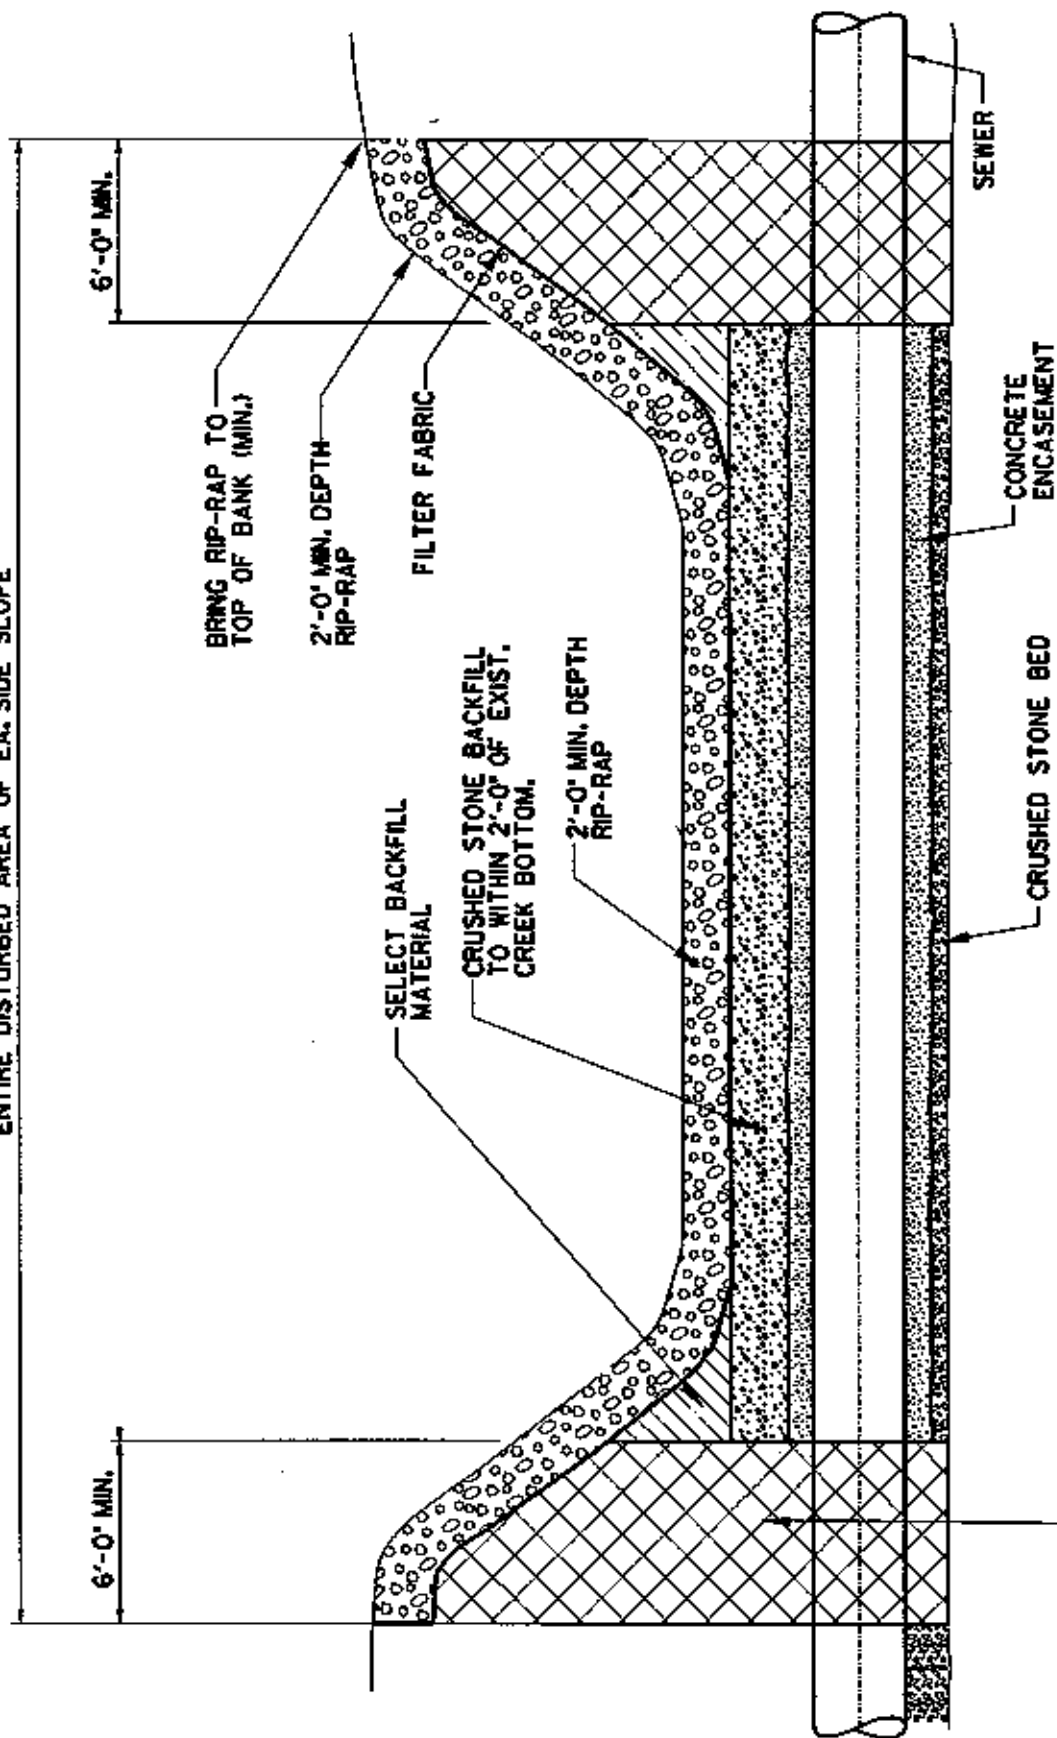 ENTIRE DISTURBED AREA OF EA. SIDE SLOPE
6'-0" MIN.
6'-0" MIN.
BRING RIP-RAP TO
TOP OF BANK (MIN.)
2'-0" MIN. DEPTH
RIP-RAP
FILTER FABRIC
SELECT BACKFILL
MATERIAL
CRUSHED STONE BACKFILL
TO WITHIN 2'-0" OF EXIST.
CREEK BOTTOM.
2'-0" MIN. DEPTH
RIP-RAP
SEWER
CONCRETE
ENCASEMENT
CRUSHED STONE BED